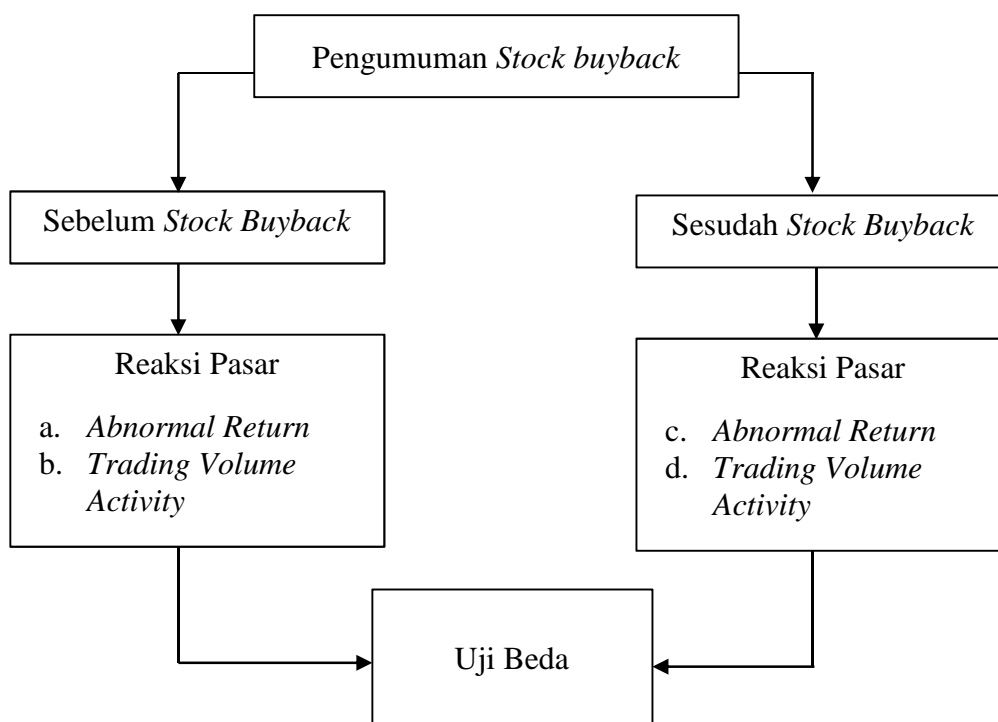 Pengumuman Stock buyback
Sebelum Stock Buyback
Sesudah Stock Buyback
Reaksi Pasar
a. Abnormal Return
b. Trading Volume
Activity
Reaksi Pasar
c. Abnormal Return
d. Trading Volume
Activity
Uji Beda